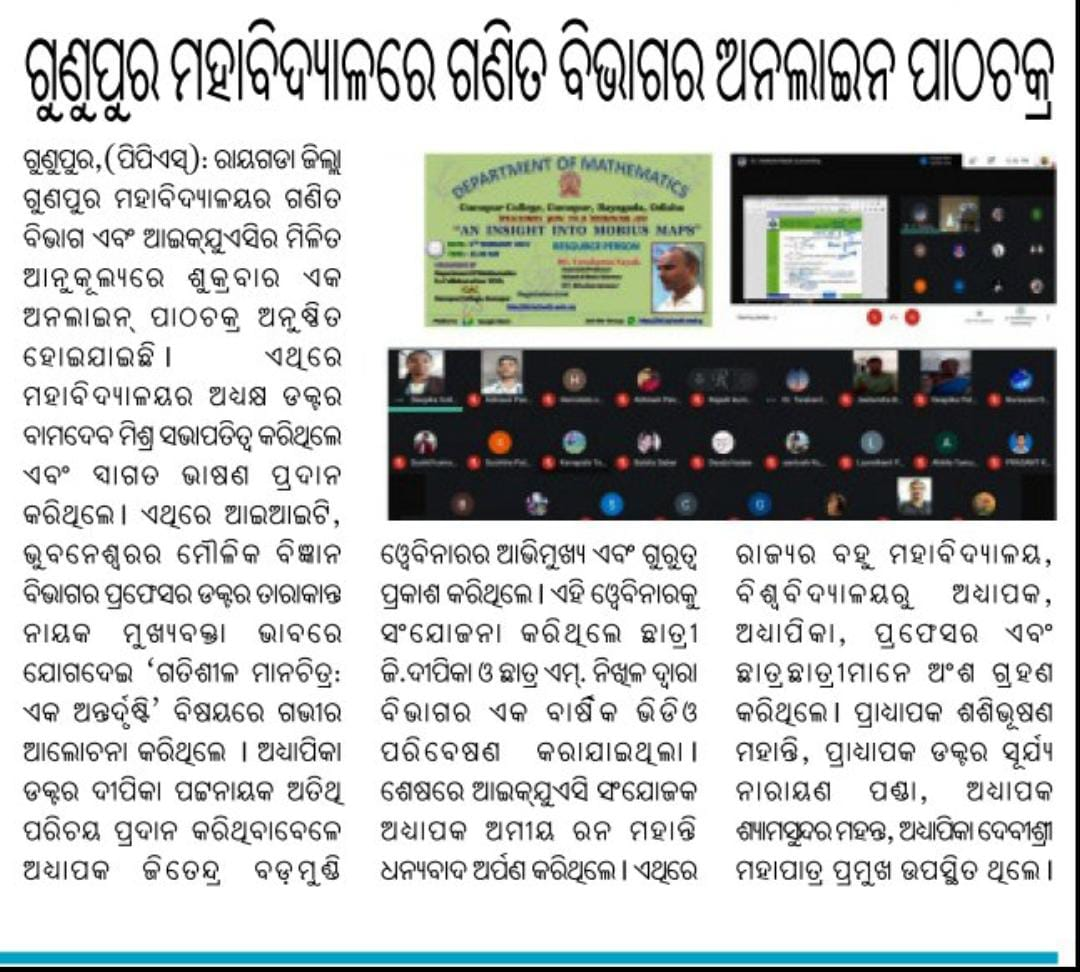 ଗୁଣୁପୁର ମହାବିଦ୍ୟାଳରେ ଗଣିତ ବିଭାଗର ଅନଲାଇନ ପାଠଚକ୍ର
ଗୁଣୁପୁର,(ପିପିଏସ୍): ରାୟଗଡା ଜିଲ୍ଲା
ଗୁଣପୁର ମହାବିଦ୍ୟାଳୟର ଗଣିତ
ବିଭାଗ ଏବଂ ଆଇକ୍ୟୁଏସିର ମିଳିତ
ଆନୁକୂଲ୍ୟରେ ଶୁକ୍ରବାର ଏକ
ଅନଲାଇନ୍ ପାଠଚକ୍ର ଅନୁଷ୍ଠିତ
ହୋଇଯାଇଛି। ଏଥିରେ
ମହାବିଦ୍ୟାଳୟର ଅଧ୍ୟକ୍ଷ ଡକ୍ଟର
ବାମଦେବ ମିଶ୍ର ସଭାପତିତ୍ୱ କରିଥିଲେ
ଏବଂ ସ୍ୱାଗତ ଭାଷଣ ପ୍ରଦାନ
କରିଥିଲେ। ଏଥିରେ ଆଇଆଇଟି,
ଭୁବନେଶ୍ୱରର ମୌଳିକ ବିଜ୍ଞାନ
ବିଭାଗର ପ୍ରଫେସର ଡକ୍ଟର ତାରାକାନ୍ତ
ନାୟକ ମୁଖ୍ୟବକ୍ତା ଭାବରେ
ଯୋଗଦେଇ ‘ଗତିଶୀଳ ମାନଚିତ୍ର:
ଏକ ଅନ୍ତର୍ଦୃଷ୍ଟି’ ବିଷୟରେ ଗଭୀର
ଆଲୋଚନା କରିଥିଲେ । ଅଧ୍ୟାପିକା
ଡକ୍ଟର ଦୀପିକା ପଟ୍ଟନାୟକ ଅତିଥି
ପରିଚୟ ପ୍ରଦାନ କରିଥିବାବେଳେ
ଅଧ୍ୟାପକ ଜିତେନ୍ଦ୍ର ବଡ଼ମୁଣ୍ଡି
DEPARTMENT OF MATHEMATICS
Gunupur College, Gunupur, Rayagada, Odisha
"AN INSIGHT INTO MOBIUS MAPS"
RESOURCE PERSON
ୱେବିନାରର ଆଭିମୁଖ୍ୟ ଏବଂ ଗୁରୁତ୍ୱ
ପ୍ରକାଶ କରିଥିଲେ। ଏହି ୱେବିନାରକୁ
ସଂଯୋଜନା କରିଥିଲେ ଛାତ୍ରୀ
ଜି.ଦୀପିକା ଓ ଛାତ୍ର ଏମ୍. ନିଖିଳ ଦ୍ୱାରା
ବିଭାଗର ଏକ ବାର୍ଷିକ ଭିଡିଓ
ପରିବେଷଣ କରାଯାଇଥିଲା।
ଶେଷରେ ଆଇକ୍ୟୁଏସି ସଂଯୋଜକ
ଅଧ୍ୟାପକ ଅମୀୟ ରନ ମହାନ୍ତି
ଧନ୍ୟବାଦ ଅର୍ପଣ କରିଥିଲେ। ଏଥିରେ
ରାଜ୍ୟର ବହୁ ମହାବିଦ୍ୟାଳୟ,
ବିଶ୍ୱବିଦ୍ୟାଳୟରୁ ଅଧ୍ୟାପକ,
ଅଧ୍ୟାପିକା, ପ୍ରଫେସର ଏବଂ
ଛାତ୍ରଛାତ୍ରୀମାନେ ଅଂଶ ଗ୍ରହଣ
କରିଥିଲେ। ପ୍ରାଧ୍ୟାପକ ଶଶିଭୂଷଣ
ମହାନ୍ତି, ପ୍ରାଧ୍ୟାପକ ଡକ୍ଟର ସୂର୍ଯ୍ୟ
ନାରାୟଣ ପଣ୍ଡା, ଅଧ୍ୟାପକ
ଶ୍ୟାମସୁନ୍ଦର ମହନ୍ତ, ଅଧ୍ୟାପିକା ଦେବୀଶ୍ରୀ
ମହାପାତ୍ର ପ୍ରମୁଖ ଉପସ୍ଥିତ ଥିଲେ।